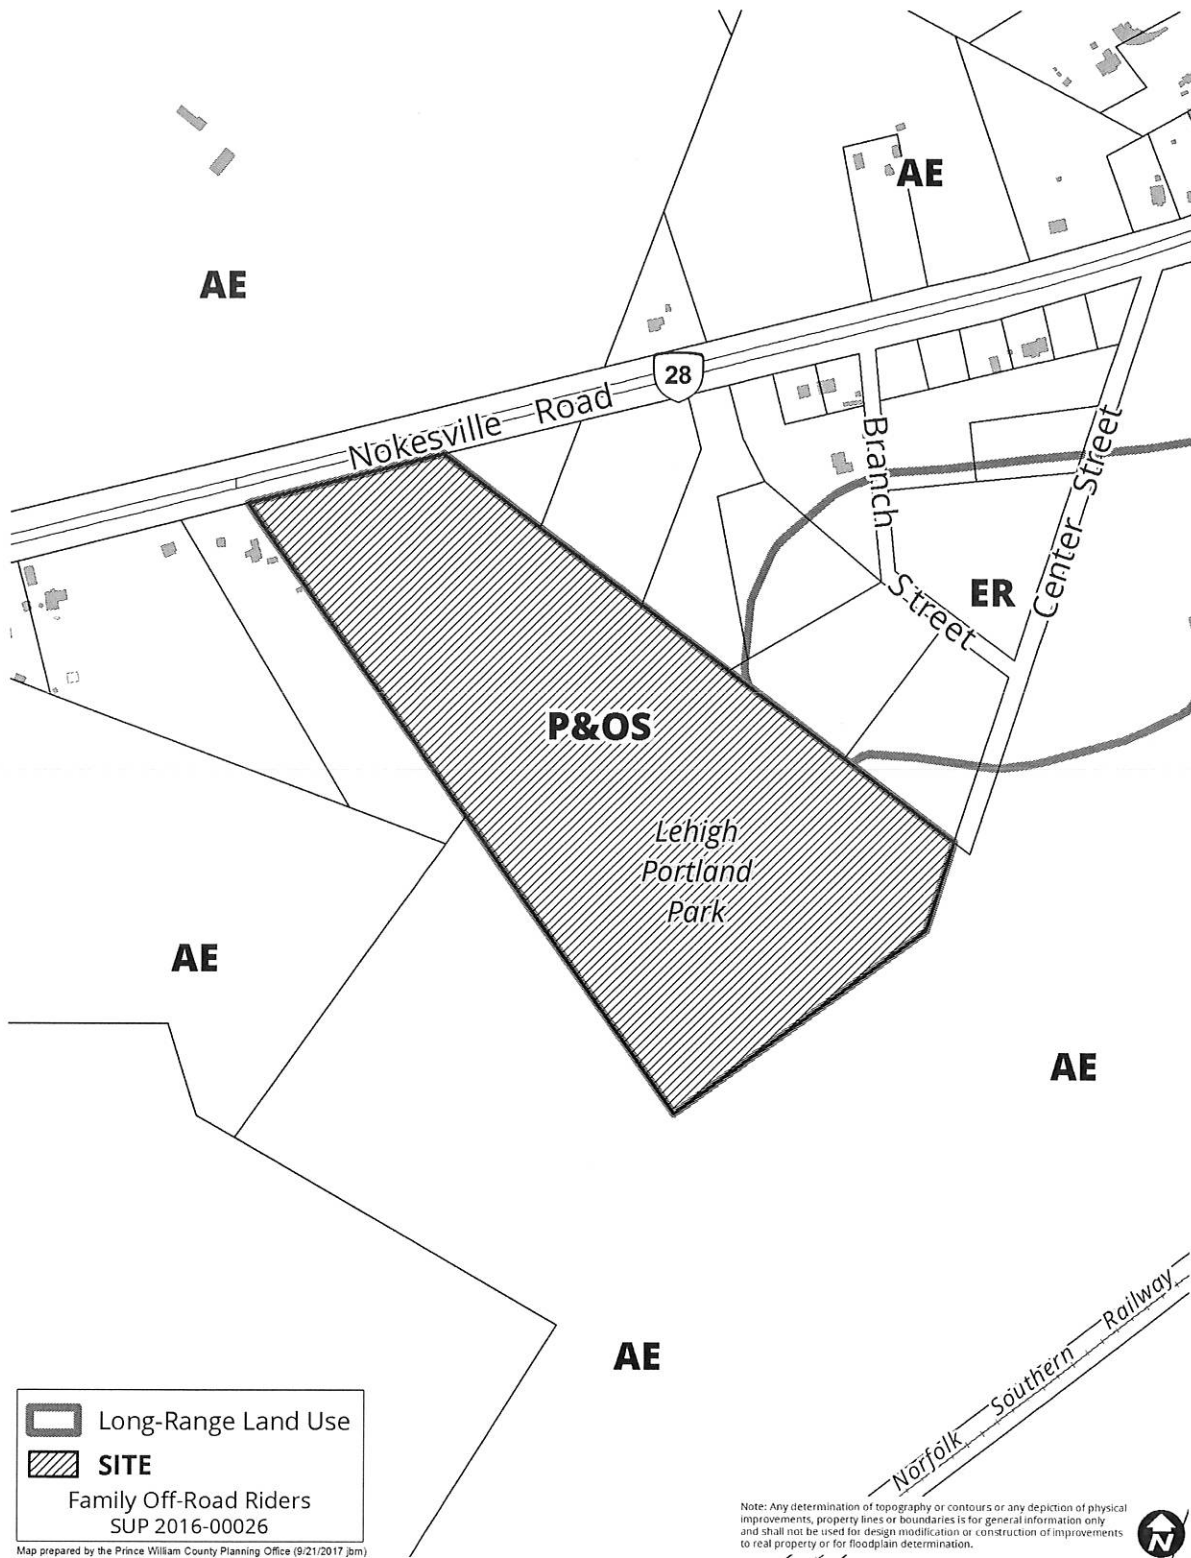 AE
AE
28
Nokesville Road
Branch
Street
Center Street
ER
P&OS
Lehigh
Portland
Park
AE
AE
AE
Norfolk Southern Railway
Long-Range Land Use
SITE
Family Off-Road Riders
SUP 2016-00026
Map prepared by the Prince William County Planning Office (9/21/2017 jbm)
Note: Any determination of topography or contours or any depiction of physical
improvements, property lines or boundaries is for general information only
and shall not be used for design modification or construction of improvements
to real property or for floodplain determination.
N